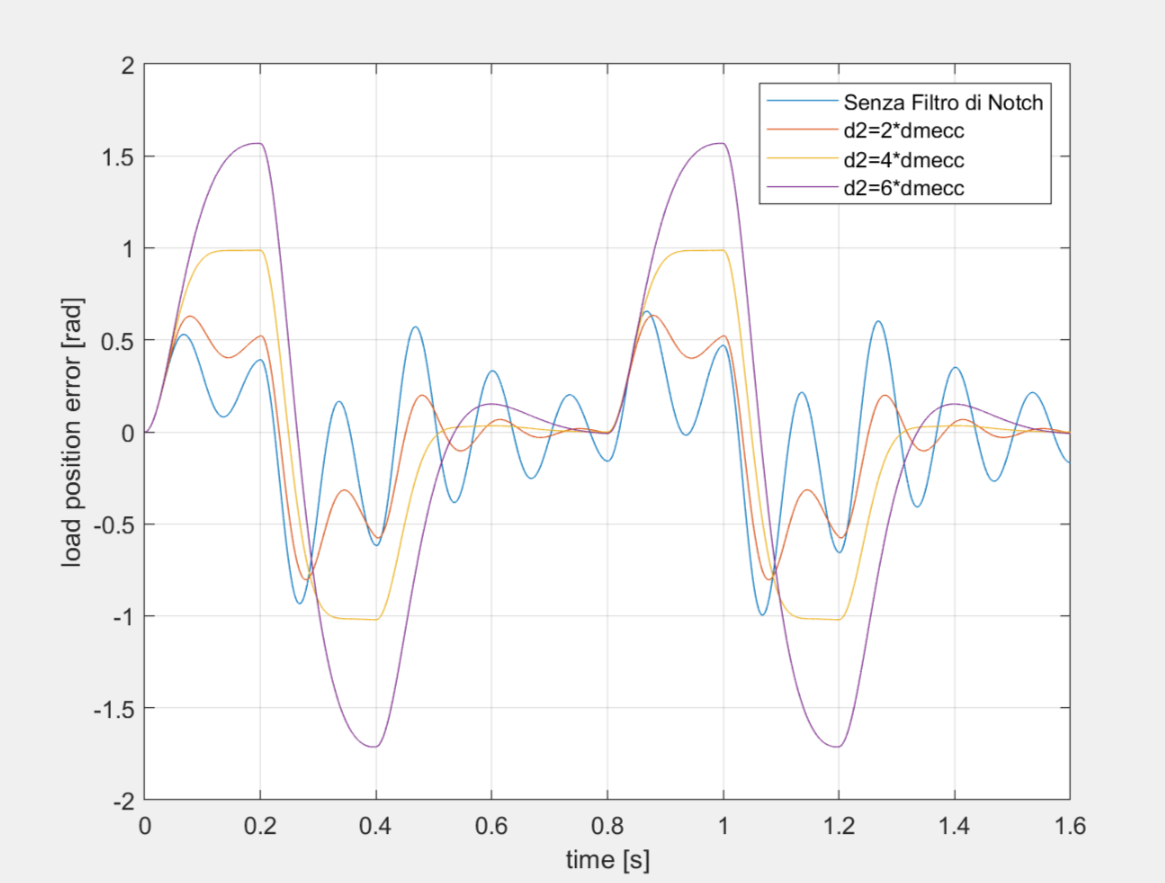 2
1.5
1
0.5
0
-0.5
-1
-1.5
-2
load position error [rad]
Senza Filtro di Notch
d2=2*dmecc
d2=4*dmecc
d2=6*dmecc
0 0.2 0.4 0.6 0.8 1 1.2 1.4 1.6
time [s]